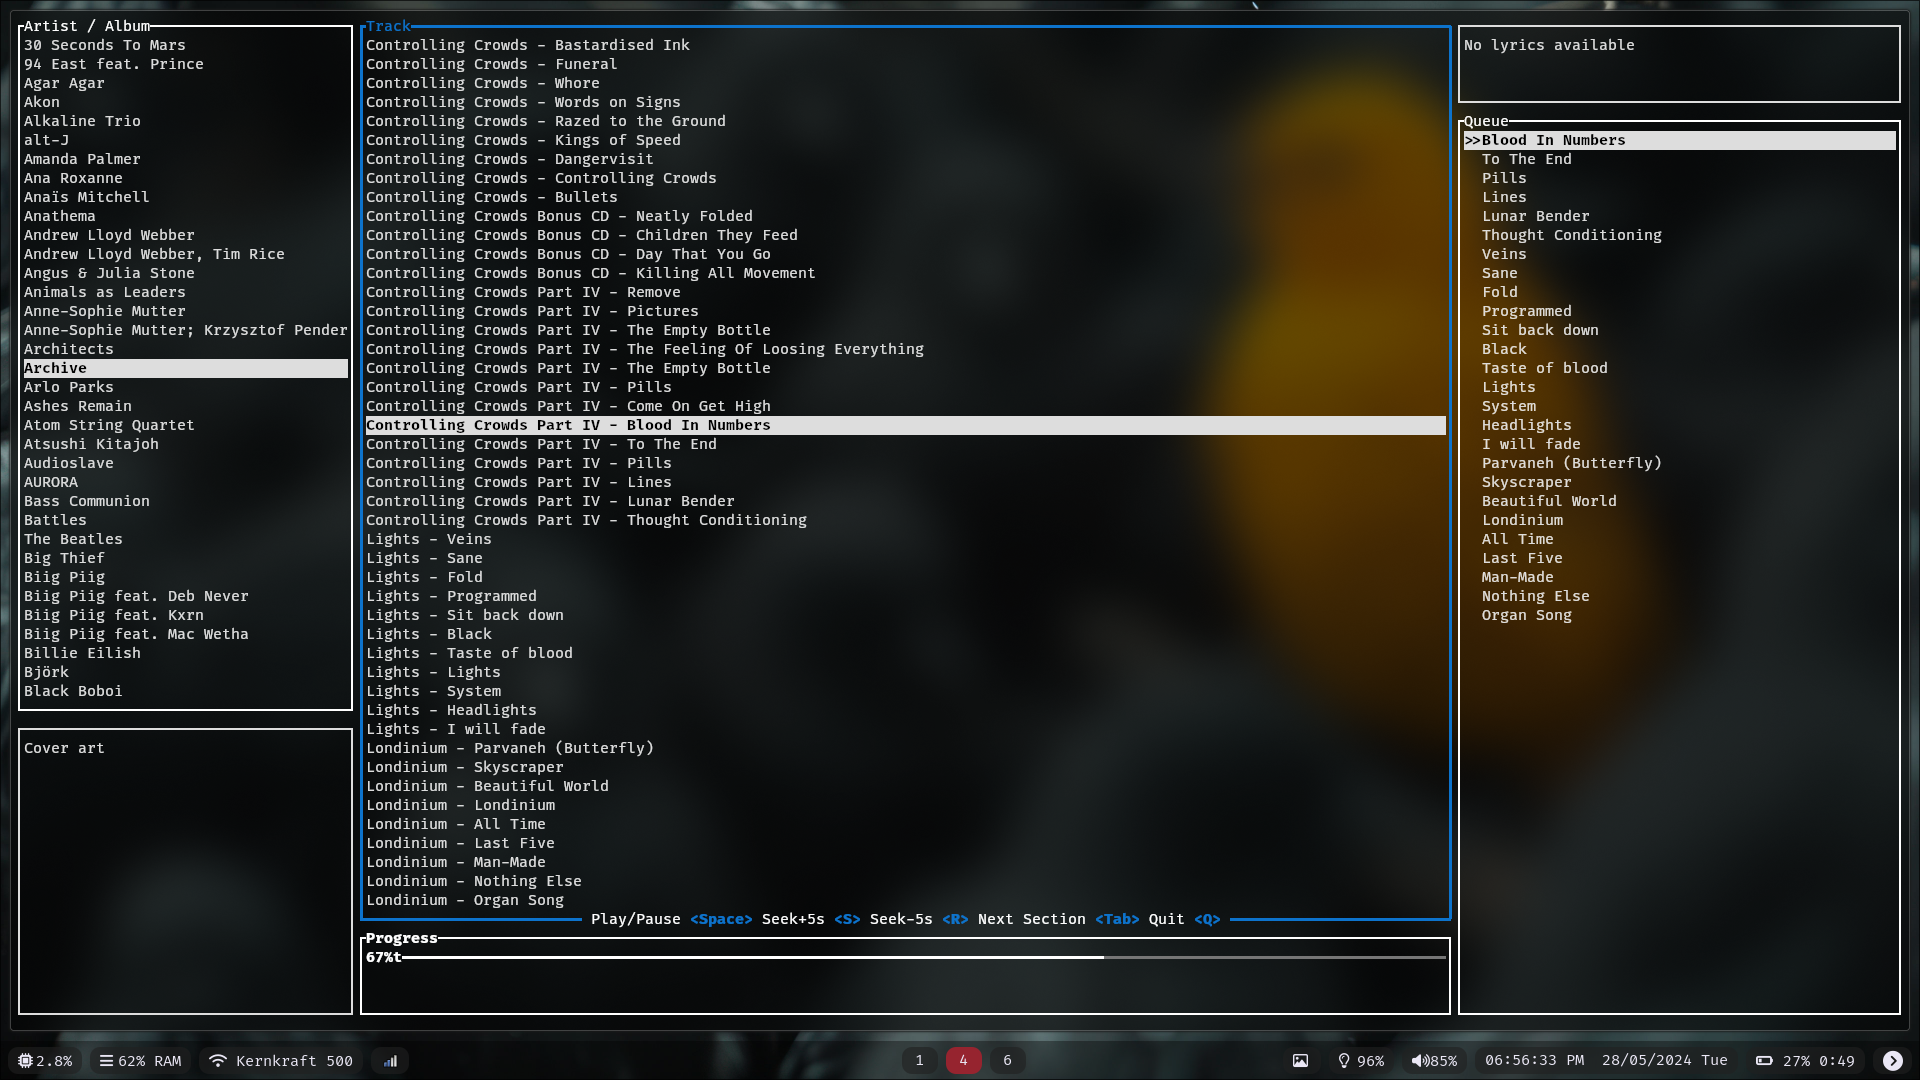 Artist / Album
30 Seconds To Mars
94 East feat. Prince
Agar Agar
Akon
Alkaline Trio
alt-J
Amanda Palmer
Ana Roxanne
Anaïs Mitchell
Anathema
Andrew Lloyd Webber
Andrew Lloyd Webber, Tim Rice
Angus & Julia Stone
Animals as Leaders
Anne-Sophie Mutter
Anne-Sophie Mutter; Krzysztof Pender
Architects
Archive
Arlo Parks
Ashes Remain
Atom String Quartet
Atsushi Kitajoh
Audioslave
AURORA
Bass Communion
Battles
The Beatles
Big Thief
Biig Piig
Biig Piig feat. Deb Never
Biig Piig feat. Kxrn
Biig Piig feat. Mac Wetha
Billie Eilish
Björk
Black Boboi
Cover art
Track
Controlling Crowds - Bastardised Ink
Controlling Crowds - Funeral
Controlling Crowds - Whore
Controlling Crowds - Words on Signs
Controlling Crowds - Razed to the Ground
Controlling Crowds - Kings of Speed
Controlling Crowds - Dangervisit
Controlling Crowds - Controlling Crowds
Controlling Crowds - Bullets
Controlling Crowds Bonus CD - Neatly Folded
Controlling Crowds Bonus CD - Children They Feed
Controlling Crowds Bonus CD - Day That You Go
Controlling Crowds Bonus CD - Killing All Movement
Controlling Crowds Part IV - Remove
Controlling Crowds Part IV - Pictures
Controlling Crowds Part IV - The Empty Bottle
Controlling Crowds Part IV - The Feeling Of Loosing Everything
Controlling Crowds Part IV - The Empty Bottle
Controlling Crowds Part IV - Pills
Controlling Crowds Part IV - Come On Get High
Controlling Crowds Part IV - Blood In Numbers
Controlling Crowds Part IV - To The End
Controlling Crowds Part IV - Pills
Controlling Crowds Part IV - Lines
Controlling Crowds Part IV - Lunar Bender
Controlling Crowds Part IV - Thought Conditioning
Lights - Veins
Lights - Sane
Lights - Fold
Lights - Programmed
Lights - Sit back down
Lights - Black
Lights - Taste of blood
Lights - Lights
Lights - System
Lights - Headlights
Lights - I will fade
Londinium - Parvaneh (Butterfly)
Londinium - Skyscraper
Londinium - Beautiful World
Londinium - Londinium
Londinium - All Time
Londinium - Last Five
Londinium - Man-Made
Londinium - Nothing Else
Londinium - Organ Song
Play/Pause <Space> Seek+5s <S> Seek-5s <R> Next Section <Tab> Quit <Q>
Progress
67%t
No lyrics available
Queue
>>Blood In Numbers
To The End
Pills
Lines
Lunar Bender
Thought Conditioning
Veins
Sane
Fold
Programmed
Sit back down
Black
Taste of blood
Lights
System
Headlights
I will fade
Parvaneh (Butterfly)
Skyscraper
Beautiful World
Londinium
All Time
Last Five
Man-Made
Nothing Else
Organ Song
2.8% 62% RAM Kernkraft 500 1 4 6 96% 85% 06:56:33 PM 28/05/2024 Tue 27% 0:49